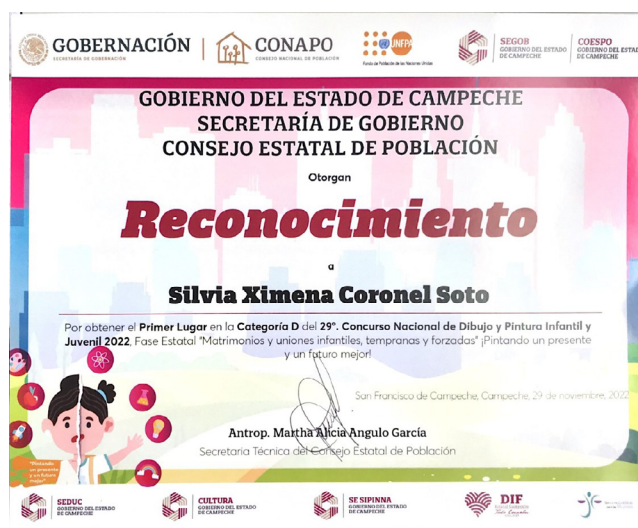 GOBERNACIÓN
SECRETARÍA DE GOBERNACIÓN
CONAPO
CONSEJO NACIONAL DE POBLACIÓN
UNFPA
Fondo de Población de las Naciones Unidas
SEGOB
GOBIERNO DEL ESTADO
DE CAMPECHE
COESPO
GOBIERNO DEL ESTADO
DE CAMPECHE
GOBIERNO DEL ESTADO DE CAMPECHE
SECRETARÍA DE GOBIERNO
CONSEJO ESTATAL DE POBLACIÓN
Otorgan
Reconocimiento
a
Silvia Ximena Coronel Soto
Por obtener el Primer Lugar en la Categoría D del 29°. Concurso Nacional de Dibujo y Pintura Infantil y
Juvenil 2022, Fase Estatal "Matrimonios y uniones infantiles, tempranas y forzadas" ¡Pintando un presente
y un futuro mejor!
San Francisco de Campeche, Campeche, 29 de noviembre, 2022
Antrop. Martha Alicia Angulo García
Secretaria Técnica del Consejo Estatal de Población
"Pintando
un presente
y un futuro
mejor"
SEDUC
GOBIERNO DEL ESTADO
DE CAMPECHE
CULTURA
GOBIERNO DEL ESTADO
DE CAMPECHE
SE SIPINNA
GOBIERNO DEL ESTADO
DE CAMPECHE
DIF